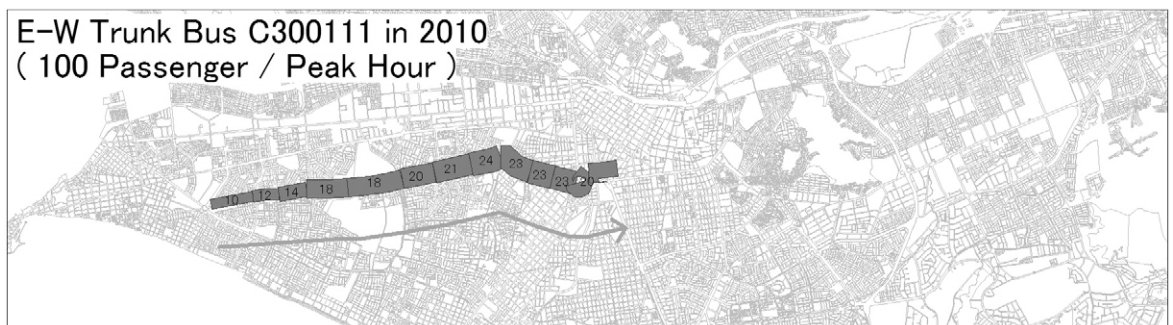 E-W Trunk Bus C300111 in 2010
( 100 Passenger / Peak Hour )
10 12 14 18 18 20 21 24 23 23 23 20